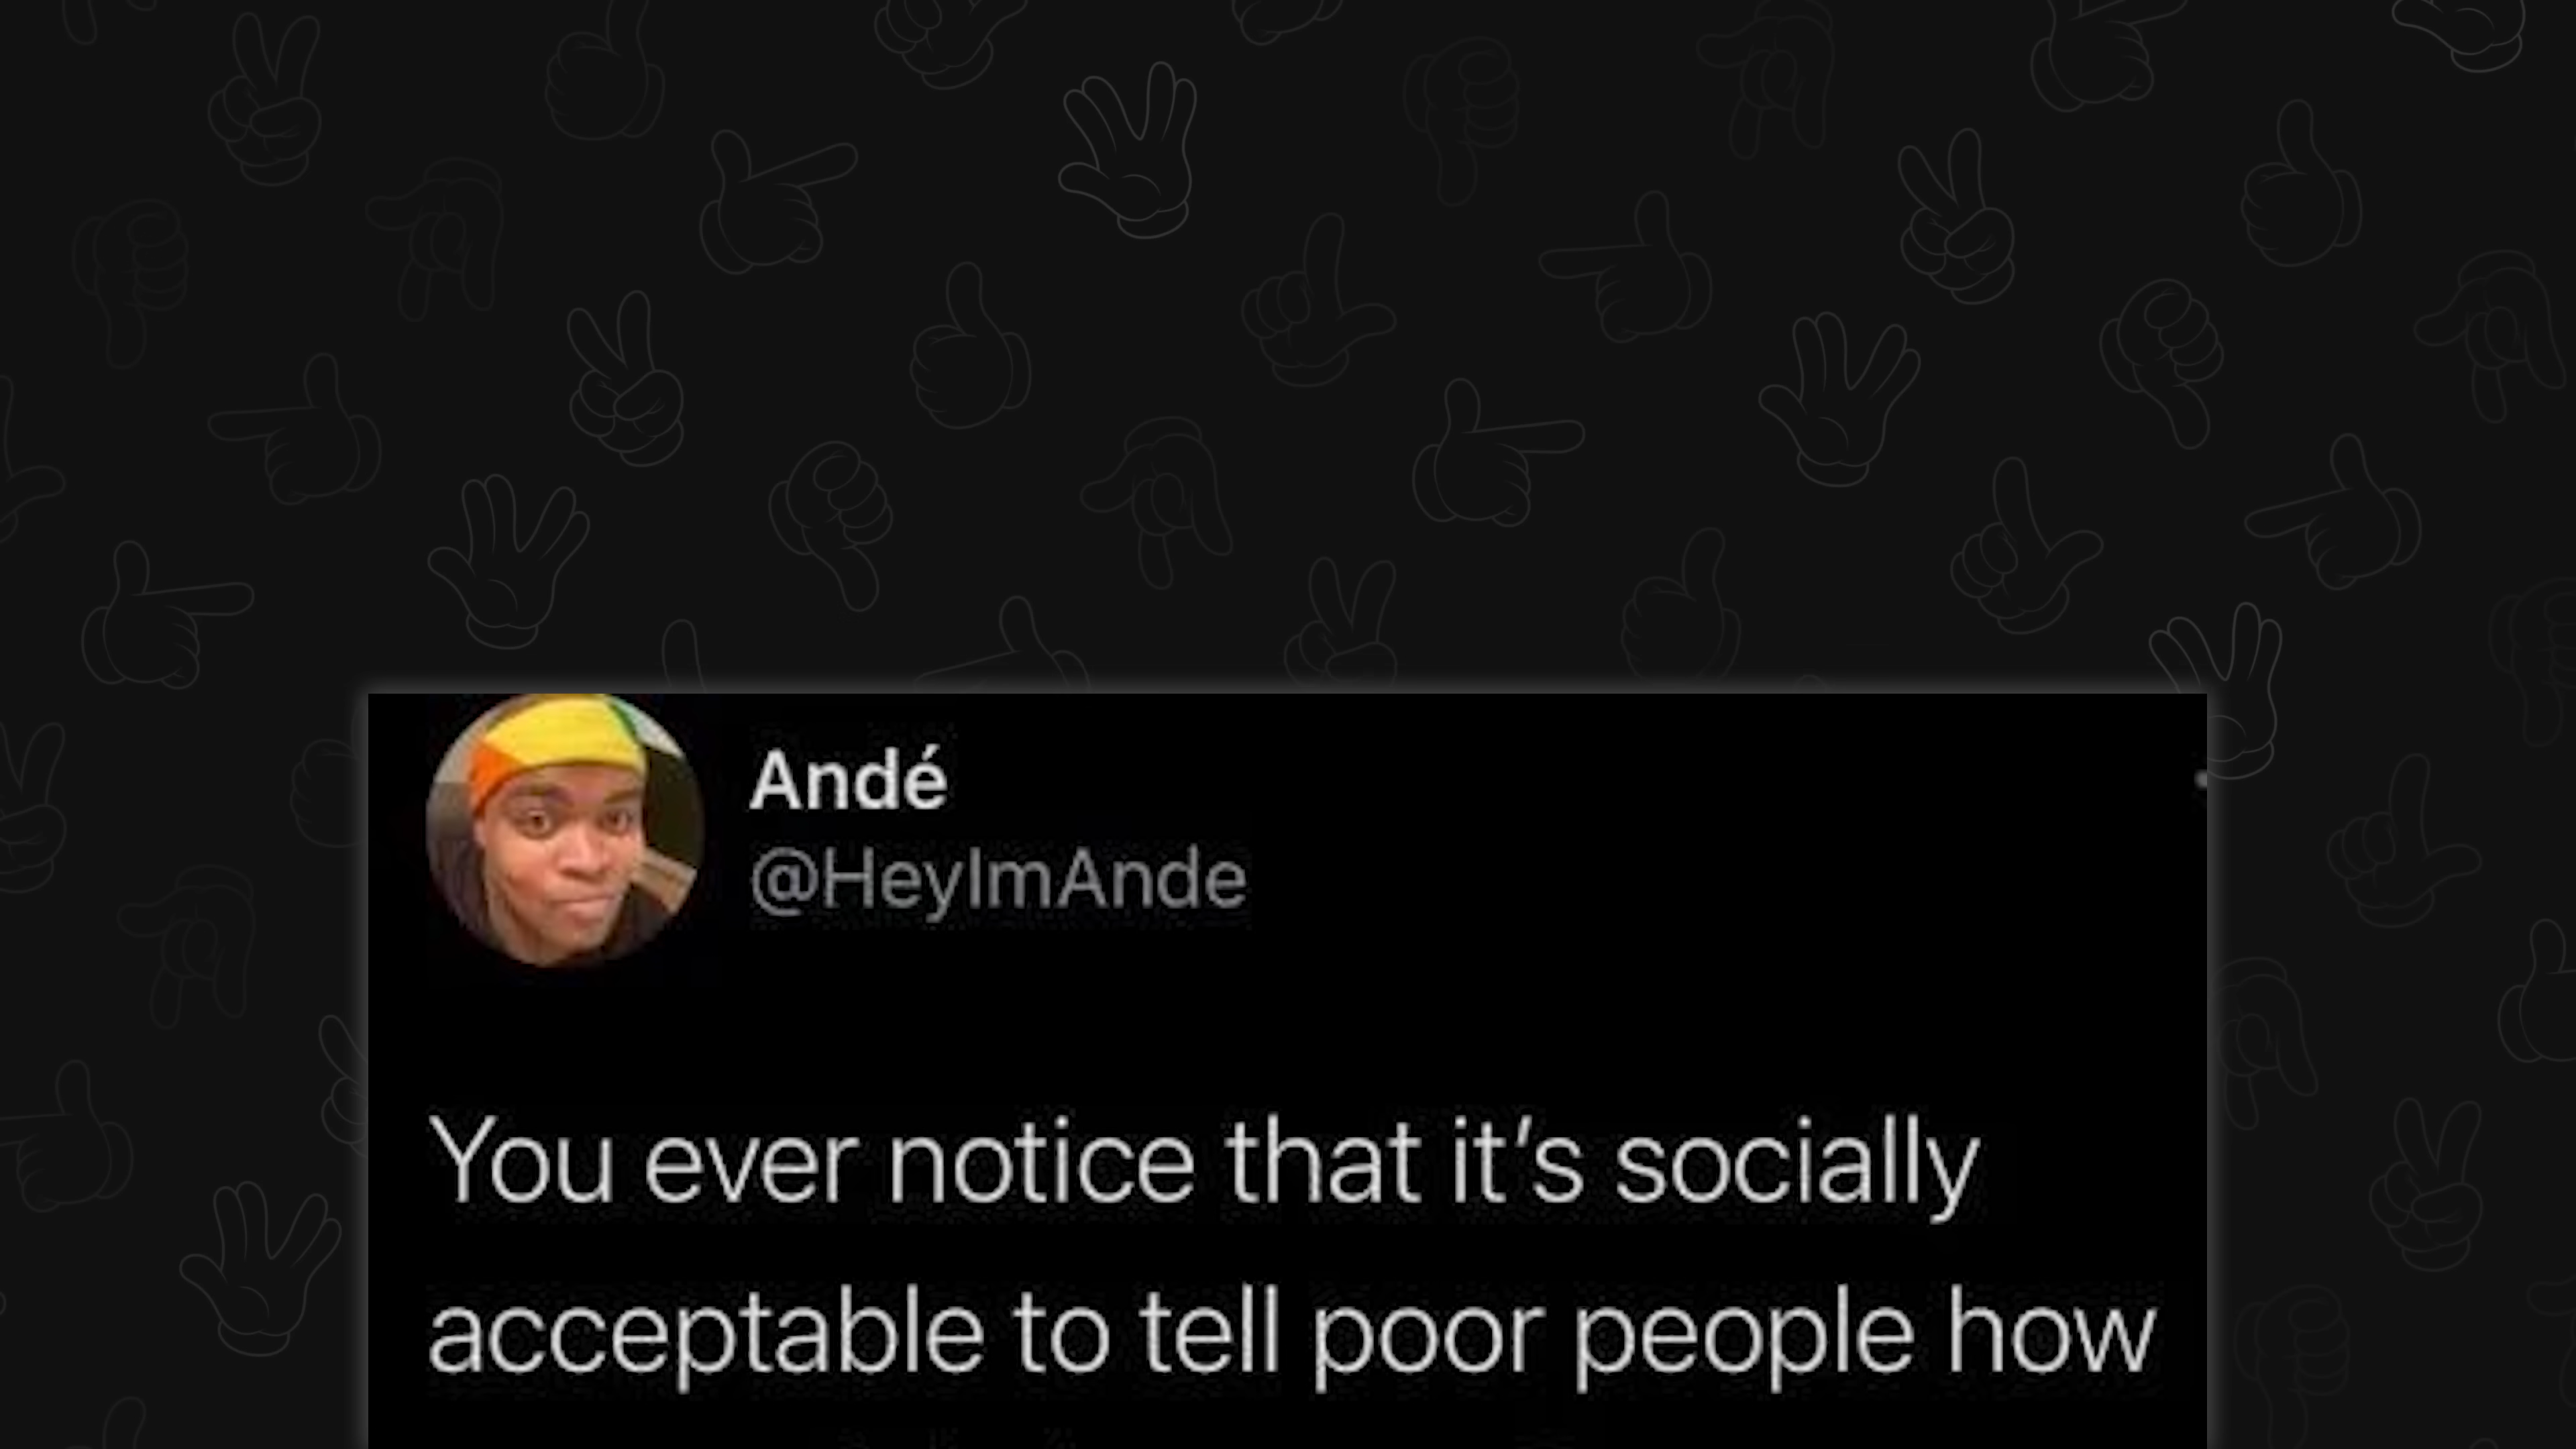 Andé
@HeyImAnde
You ever notice that it’s socially
acceptable to tell poor people how